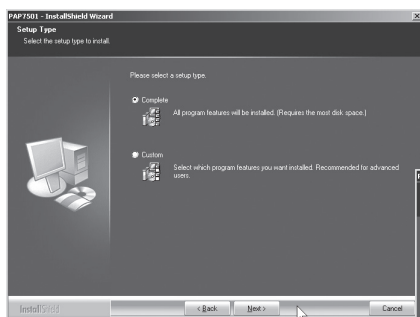 PAP7501 - InstallShield Wizard
Setup Type
Select the setup type to install.
Please select a setup type.
Complete
All program features will be installed. (Requires the most disk space.)
Custom
Select which program features you want installed. Recommended for advanced
users.
InstallShield
< Back
Next >
Cancel